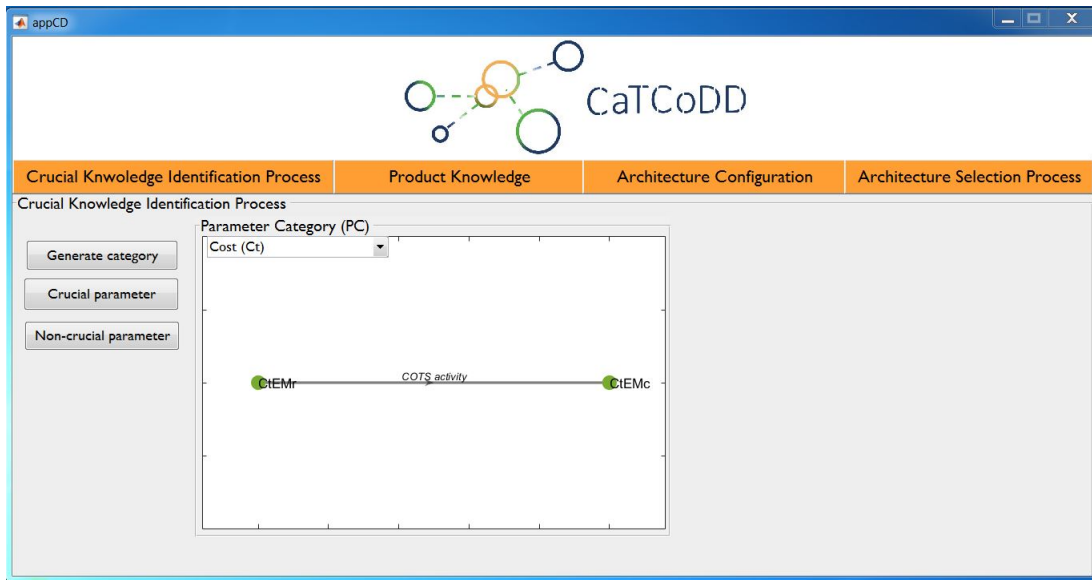 appCD
CaTCoDD
Crucial Knwoledge Identification Process
Product Knowledge
Architecture Configuration
Architecture Selection Process
Crucial Knowledge Identification Process
Parameter Category (PC)
Cost (Ct)
Generate category
Crucial parameter
Non-crucial parameter
CtEMr
COTS activity
CtEMc